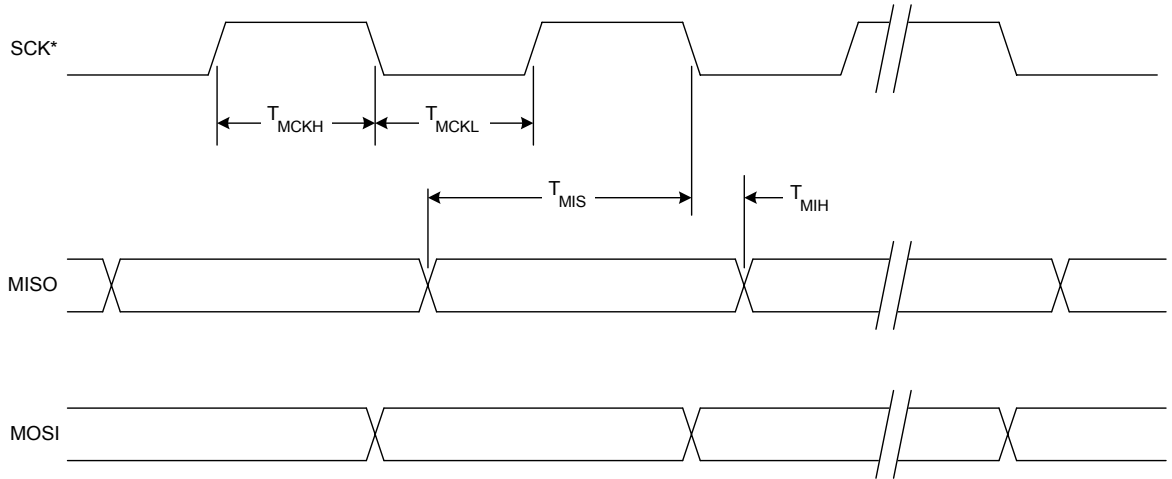 SCK*
T_MCKH
T_MCKL
T_MIS
T_MIH
MISO
MOSI